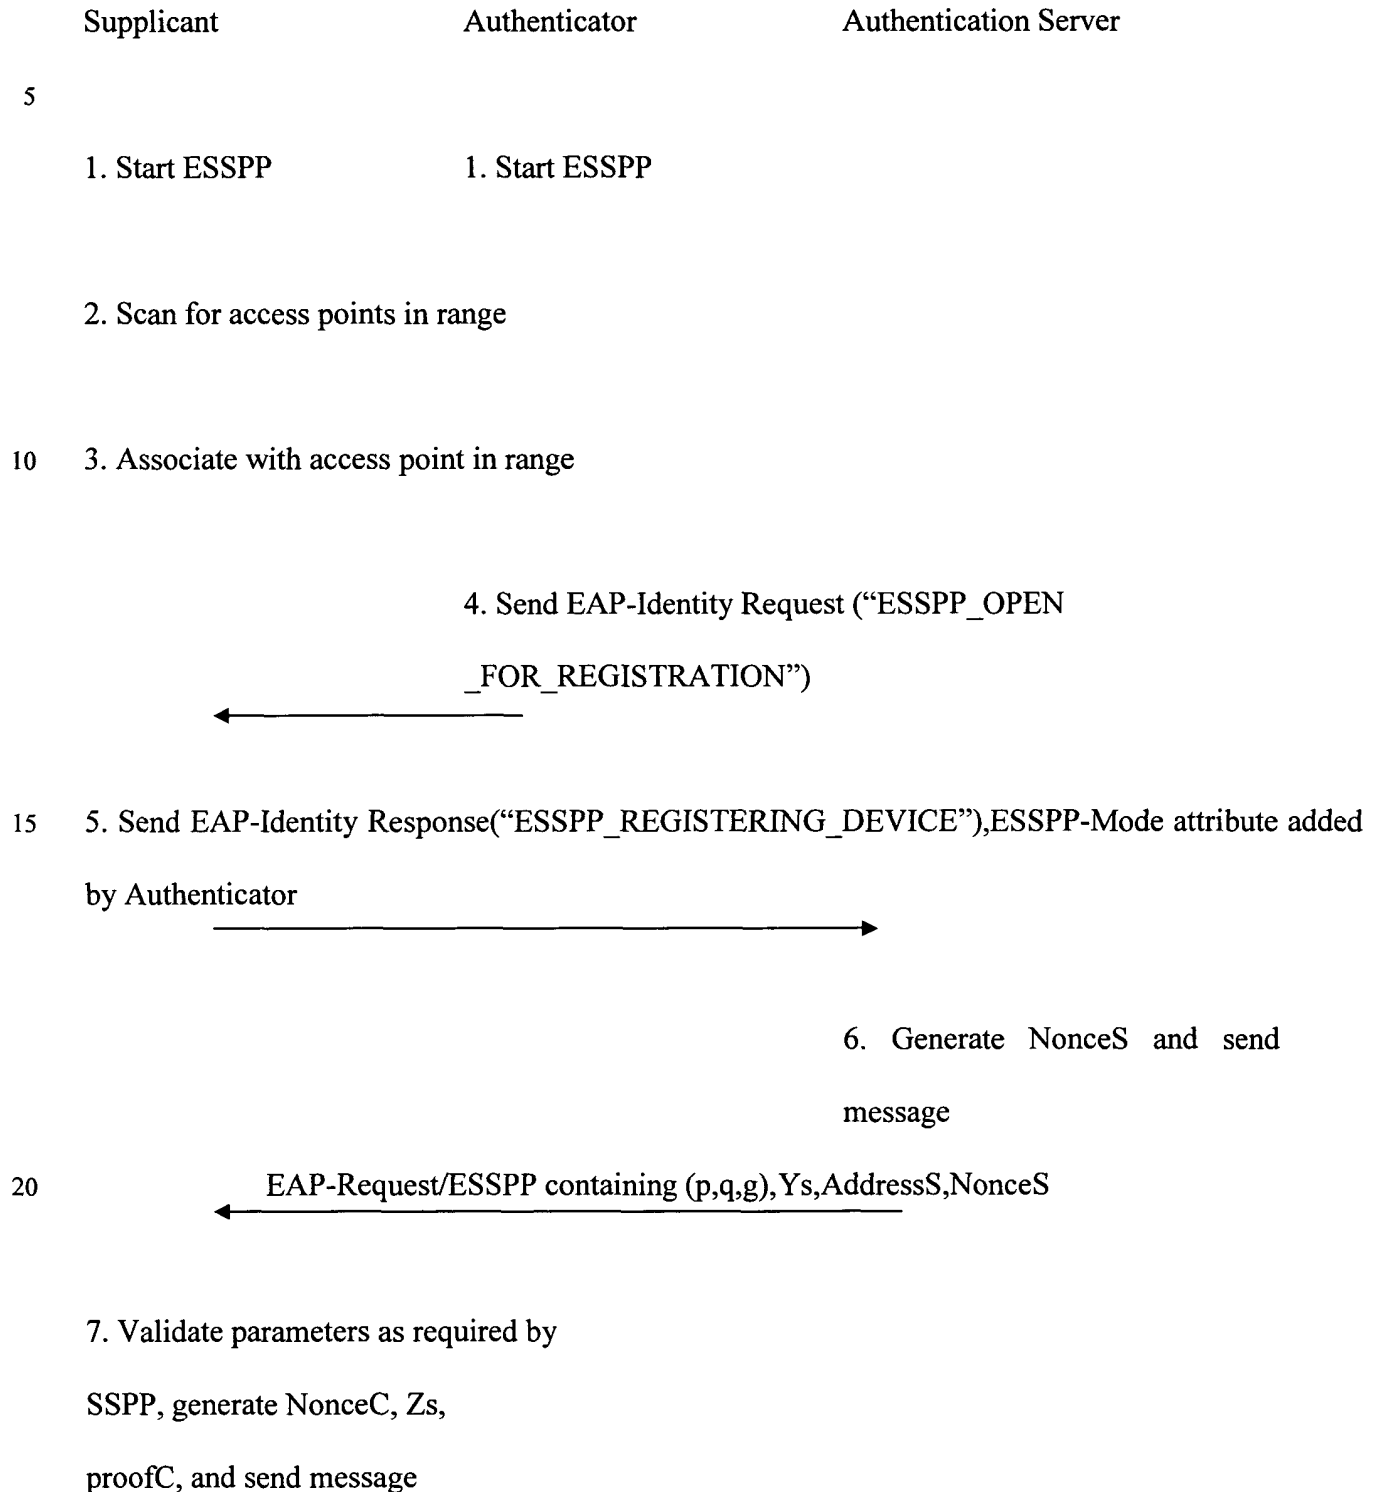 Supplicant Authenticator Authentication Server
5
1. Start ESSPP 1. Start ESSPP
2. Scan for access points in range
10 3. Associate with access point in range
4. Send EAP-Identity Request (“ESSPP_OPEN
_FOR_REGISTRATION”)
15 5. Send EAP-Identity Response(“ESSPP_REGISTERING_DEVICE”),ESSPP-Mode attribute added
by Authenticator
6. Generate NonceS and send
message
20 EAP-Request/ESSPP containing (p,q,g),Ys,AddressS,NonceS
7. Validate parameters as required by
SSPP, generate NonceC, Zs,
proofC, and send message